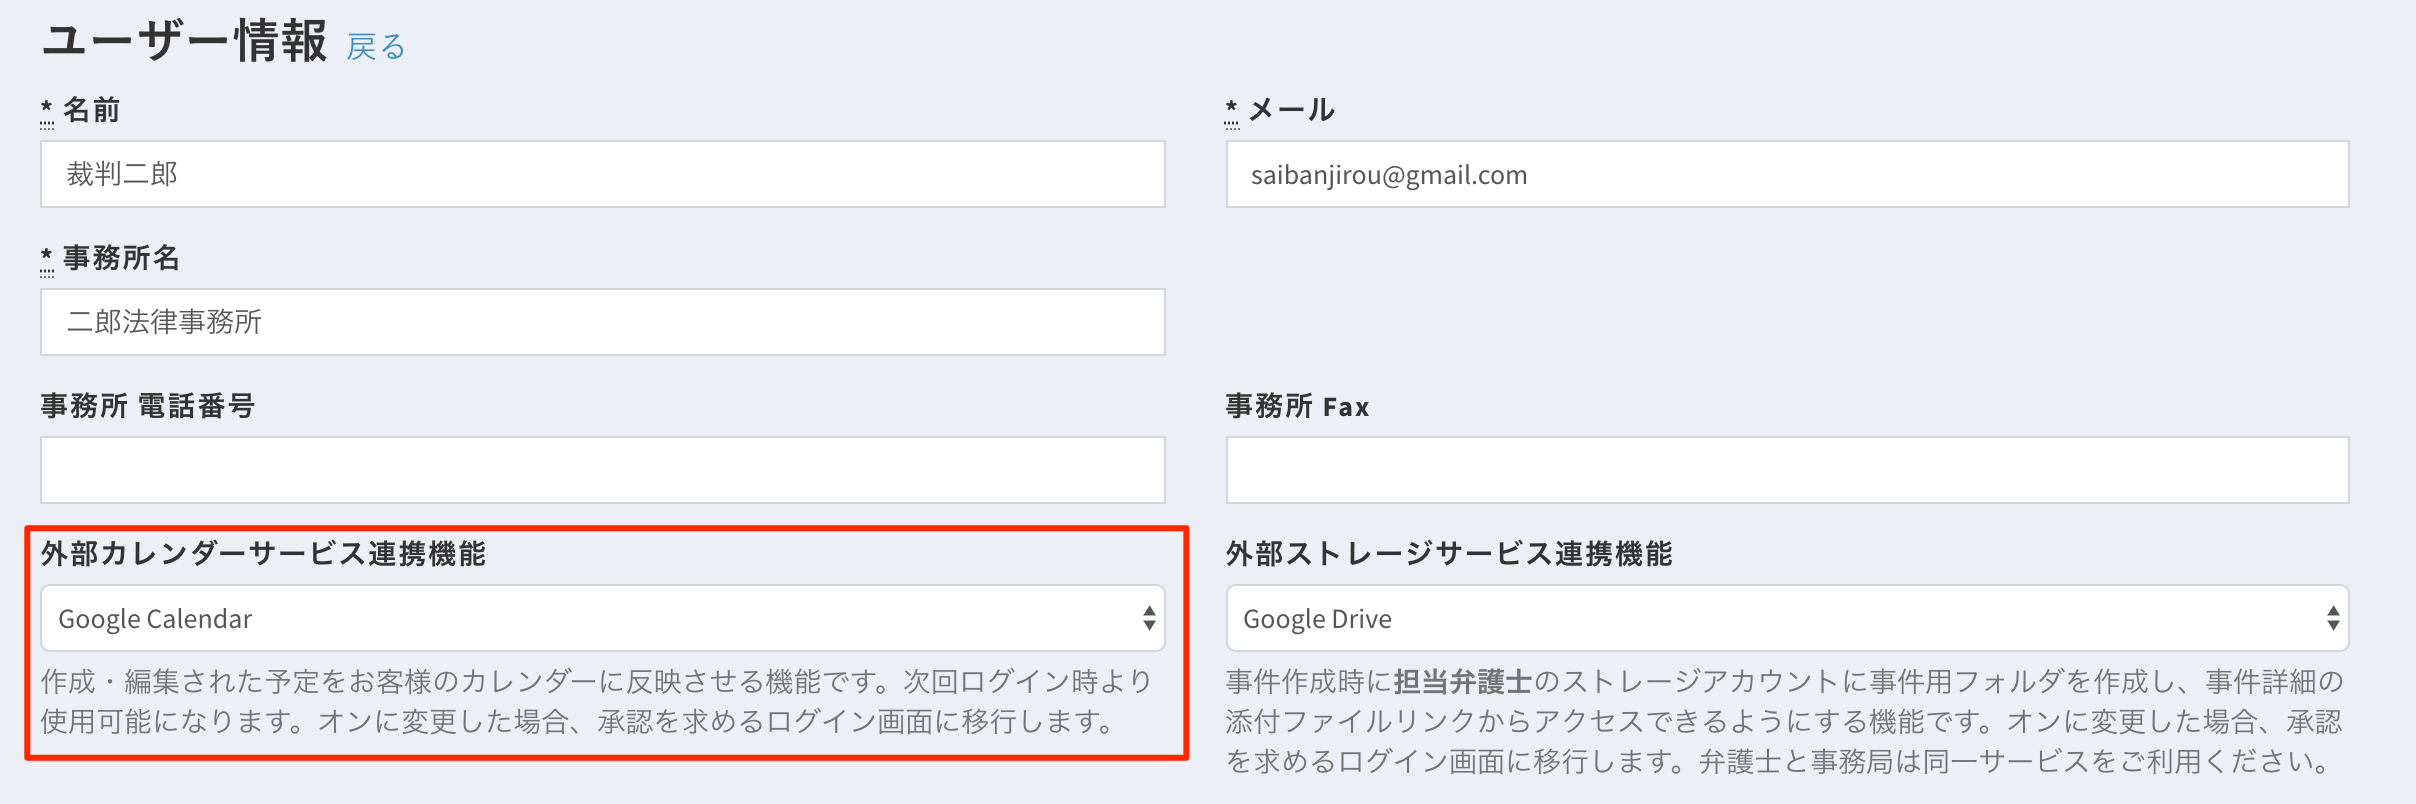 ユーザー情報 戻る
* 名前
裁判二郎
* メール
saibanjirou@gmail.com
* 事務所名
二郎法律事務所
事務所 電話番号
事務所 Fax
外部カレンダーサービス連携機能
Google Calendar
作成・編集された予定をお客様のカレンダーに反映させる機能です。次回ログイン時より
使用可能になります。オンに変更した場合、承認を求めるログイン画面に移行します。
外部ストレージサービス連携機能
Google Drive
事件作成時に担当弁護士のストレージアカウントに事件用フォルダを作成し、事件詳細の
添付ファイルリンクからアクセスできるようにする機能です。オンに変更した場合、承認
を求めるログイン画面に移行します。弁護士と事務局は同一サービスをご利用ください。